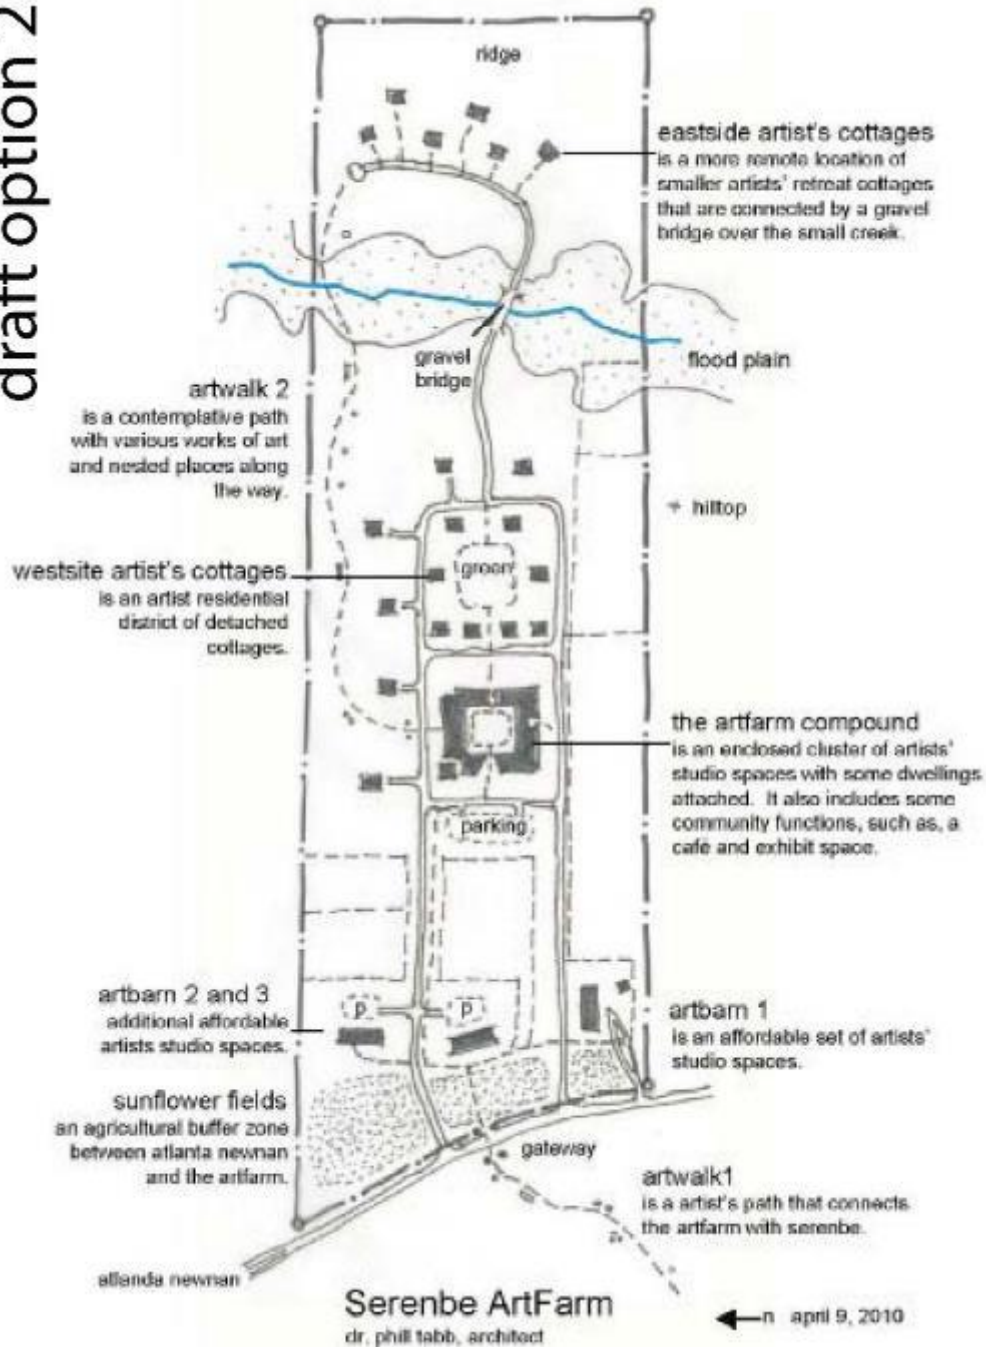 draft option 2
ridge
eastside artist's cottages
is a more remote location of
smaller artists' retreat cottages
that are connected by a gravel
bridge over the small creek.
gravel
bridge
flood plain
artwalk 2
is a contemplative path
with various works of art
and nested places along
the way.
hilltop
westsite artist's cottages
is an artist residential
district of detached
cottages.
green
the artfarm compound
is an enclosed cluster of artists'
studio spaces with some dwellings
attached. It also includes some
community functions, such as, a
café and exhibit space.
parking
artbarn 2 and 3
additional affordable
artists studio spaces.
p
p
artbarn 1
is an affordable set of artists'
studio spaces.
sunflower fields
an agricultural buffer zone
between atlanta newnan
and the artfarm.
gateway
artwalk1
is a artist's path that connects
the artfarm with serenbe.
atlanda newnan
Serenbe ArtFarm
dr. phill tabb, architect
n april 9, 2010